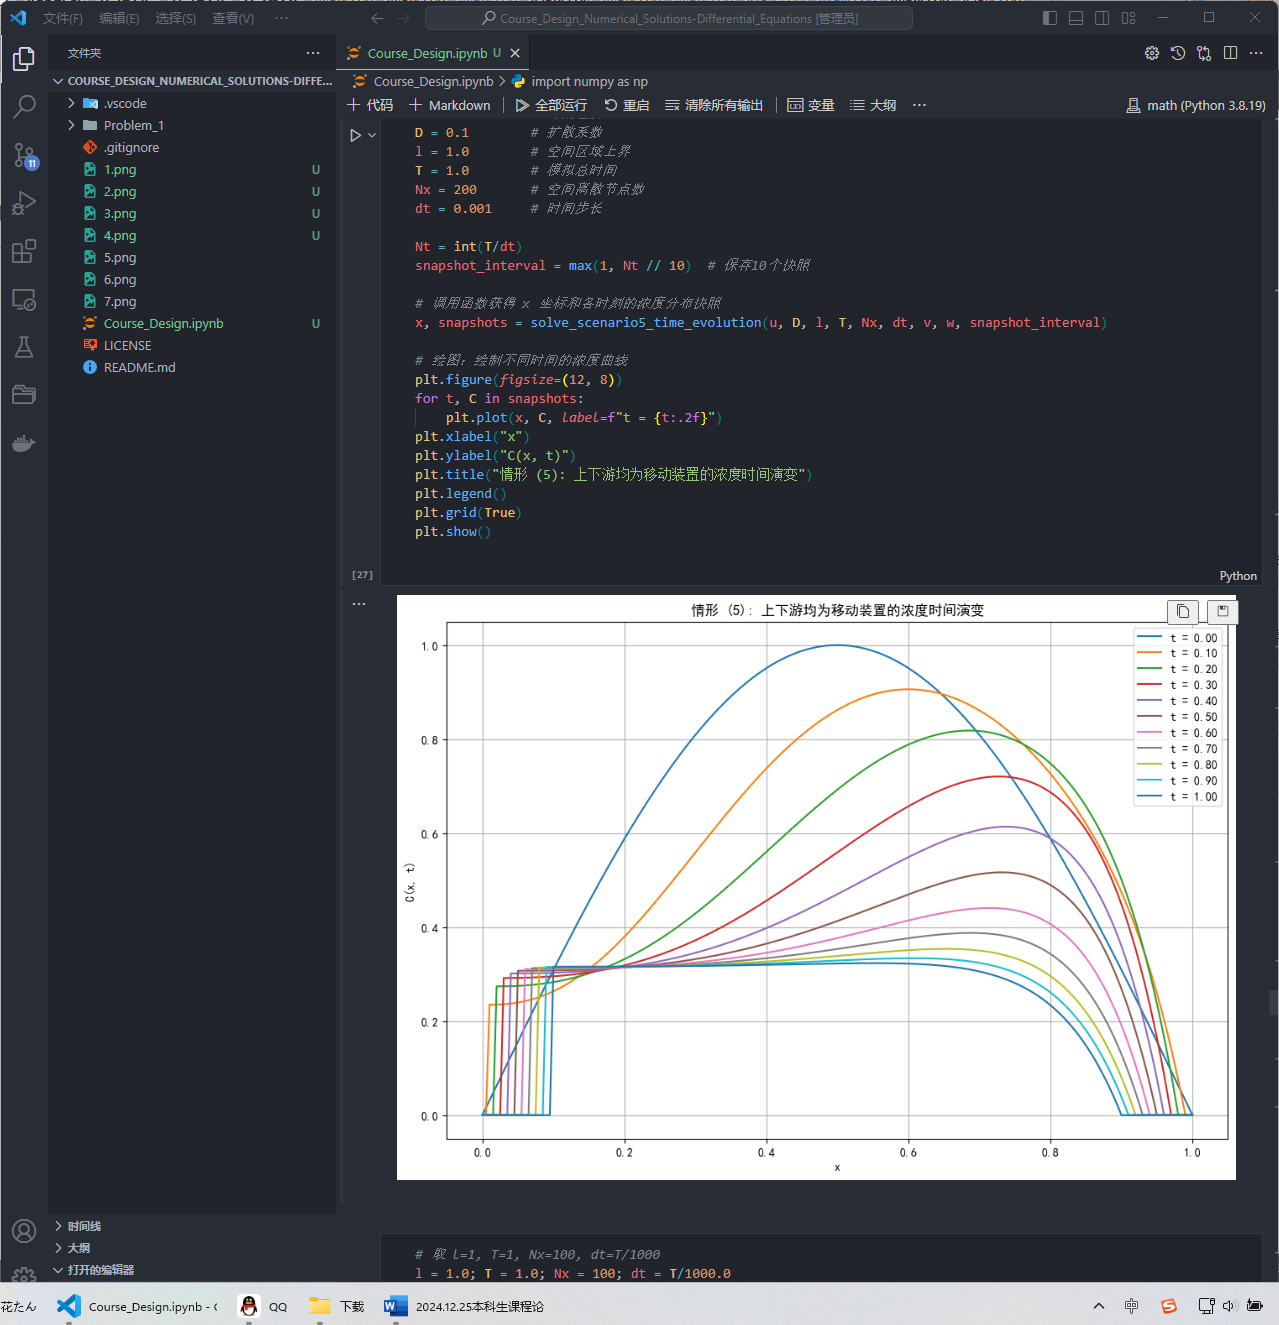 文件(F) 编辑(E) 选择(S) 查看(V) ···
Course_Design_Numerical_Solutions-Differential_Equations [管理员]
文件夹 ···
COURSE_DESIGN_NUMERICAL_SOLUTIONS-DIFFE...
.vscode
Problem_1
.gitignore
1.png U
2.png U
3.png U
4.png U
5.png
6.png
7.png
Course_Design.ipynb U
LICENSE
README.md
11
时间线
大纲
打开的编辑器
Course_Design.ipynb U
Course_Design.ipynb > import numpy as np
代码 Markdown 全部运行 重启 清除所有输出 变量 大纲 ··· math (Python 3.8.19)
D = 0.1 # 扩散系数
l = 1.0 # 空间区域上界
T = 1.0 # 模拟总时间
Nx = 200 # 空间离散节点数
dt = 0.001 # 时间步长
Nt = int(T/dt)
snapshot_interval = max(1, Nt // 10) # 保存10个快照
# 调用函数获得 x 坐标和各时刻的浓度分布快照
x, snapshots = solve_scenario5_time_evolution(u, D, l, T, Nx, dt, v, w, snapshot_interval)
# 绘图：绘制不同时间的浓度曲线
plt.figure(figsize=(12, 8))
for t, C in snapshots:
plt.plot(x, C, label=f"t = {t:.2f}")
plt.xlabel("x")
plt.ylabel("C(x, t)")
plt.title("情形 (5): 上下游均为移动装置的浓度时间演变")
plt.legend()
plt.grid(True)
plt.show()
[27]
Python
···
情形 (5): 上下游均为移动装置的浓度时间演变
t = 0.00
t = 0.10
t = 0.20
t = 0.30
t = 0.40
t = 0.50
t = 0.60
t = 0.70
t = 0.80
t = 0.90
t = 1.00
1.0
0.8
0.6
0.4
0.2
0.0
C(x, t)
0.0 0.2 0.4 0.6 0.8 1.0
x
# 取 l=1, T=1, Nx=100, dt=T/1000
l = 1.0; T = 1.0; Nx = 100; dt = T/1000.0
花たん
Course_Design.ipynb -
QQ
下载
2024.12.25本科生课程论
中